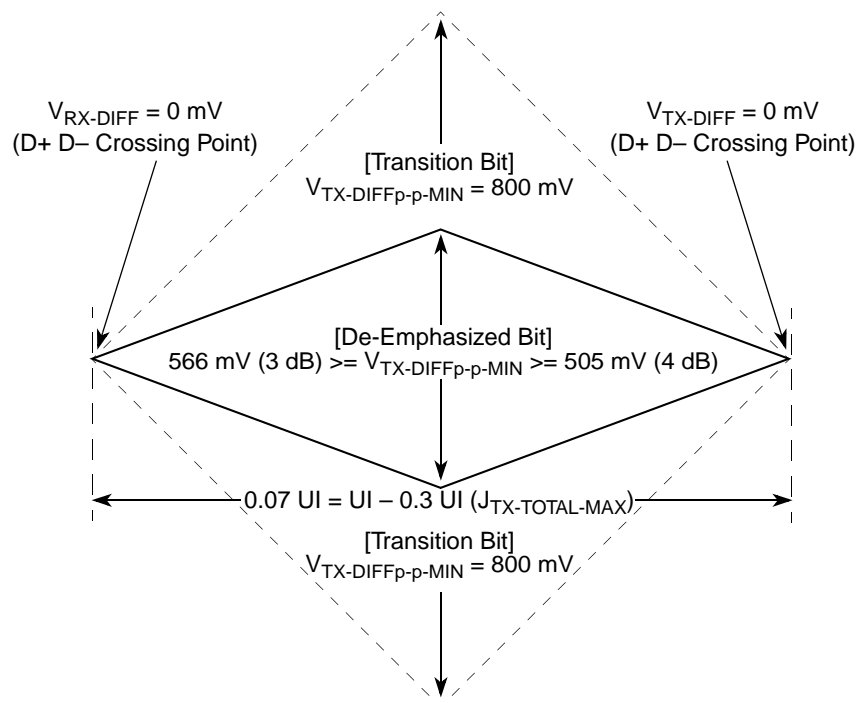 V_RX-DIFF = 0 mV
(D+ D– Crossing Point)
V_TX-DIFF = 0 mV
(D+ D– Crossing Point)
[Transition Bit]
V_TX-DIFFp-p-MIN = 800 mV
[De-Emphasized Bit]
566 mV (3 dB) >= V_TX-DIFFp-p-MIN >= 505 mV (4 dB)
0.07 UI = UI – 0.3 UI (J_TX-TOTAL-MAX)
[Transition Bit]
V_TX-DIFFp-p-MIN = 800 mV